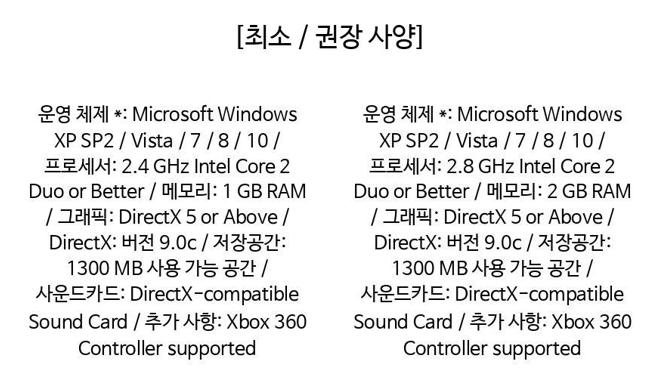 [최소 / 권장 사양]
운영 체제 *: Microsoft Windows
XP SP2 / Vista / 7 / 8 / 10 /
프로세서: 2.4 GHz Intel Core 2
Duo or Better / 메모리: 1 GB RAM
/ 그래픽: DirectX 5 or Above /
DirectX: 버전 9.0c / 저장공간:
1300 MB 사용 가능 공간 /
사운드카드: DirectX-compatible
Sound Card / 추가 사항: Xbox 360
Controller supported
운영 체제 *: Microsoft Windows
XP SP2 / Vista / 7 / 8 / 10 /
프로세서: 2.8 GHz Intel Core 2
Duo or Better / 메모리: 2 GB RAM
/ 그래픽: DirectX 5 or Above /
DirectX: 버전 9.0c / 저장공간:
1300 MB 사용 가능 공간 /
사운드카드: DirectX-compatible
Sound Card / 추가 사항: Xbox 360
Controller supported